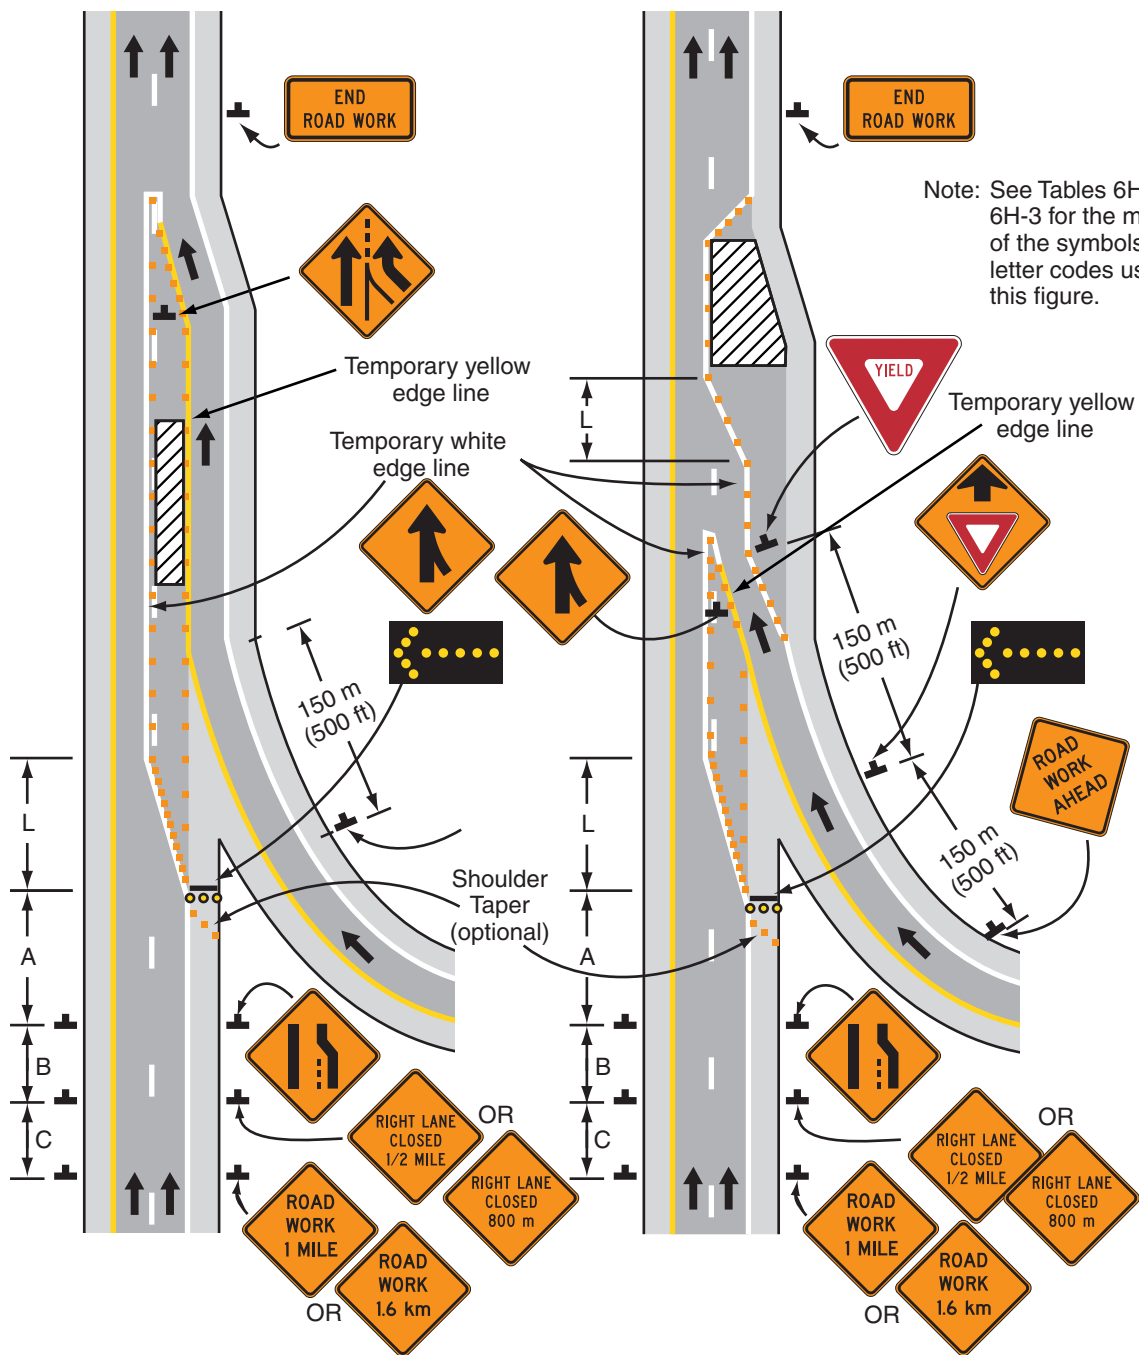 END
ROAD WORK
END
ROAD WORK
Note: See Tables 6H
6H-3 for the m
of the symbols
letter codes us
this figure.
YIELD
Temporary yellow
edge line
L
Temporary yellow
edge line
Temporary white
edge line
150 m
(500 ft)
150 m
(500 ft)
ROAD
WORK
AHEAD
L
L
150 m
(500 ft)
Shoulder
Taper
(optional)
A
A
B
B
C
C
RIGHT LANE
CLOSED
1/2 MILE
OR
RIGHT LANE
CLOSED
800 m
RIGHT LANE
CLOSED
1/2 MILE
OR
RIGHT LANE
CLOSED
800 m
ROAD
WORK
1 MILE
OR
ROAD
WORK
1.6 km
ROAD
WORK
1 MILE
OR
ROAD
WORK
1.6 km